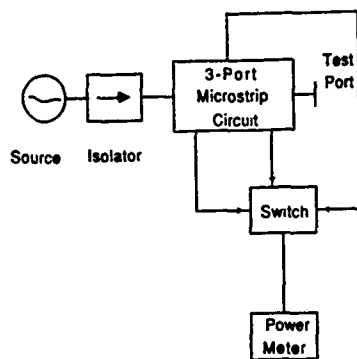 3-Port
Microstrip
Circuit
Test
Port
Source
Isolator
Switch
Power
Meter